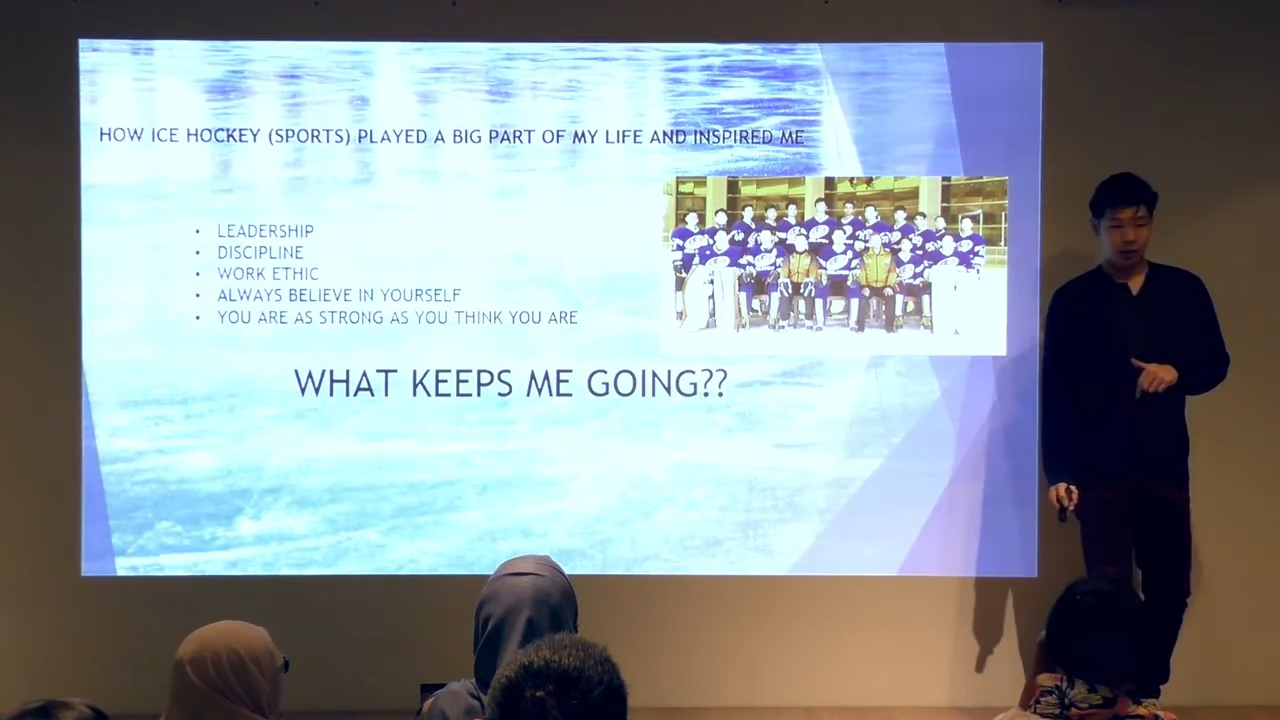 HOW ICE HOCKEY (SPORTS) PLAYED A BIG PART OF MY LIFE AND INSPIRED ME
• LEADERSHIP
• DISCIPLINE
• WORK ETHIC
• ALWAYS BELIEVE IN YOURSELF
• YOU ARE AS STRONG AS YOU THINK YOU ARE
WHAT KEEPS ME GOING??